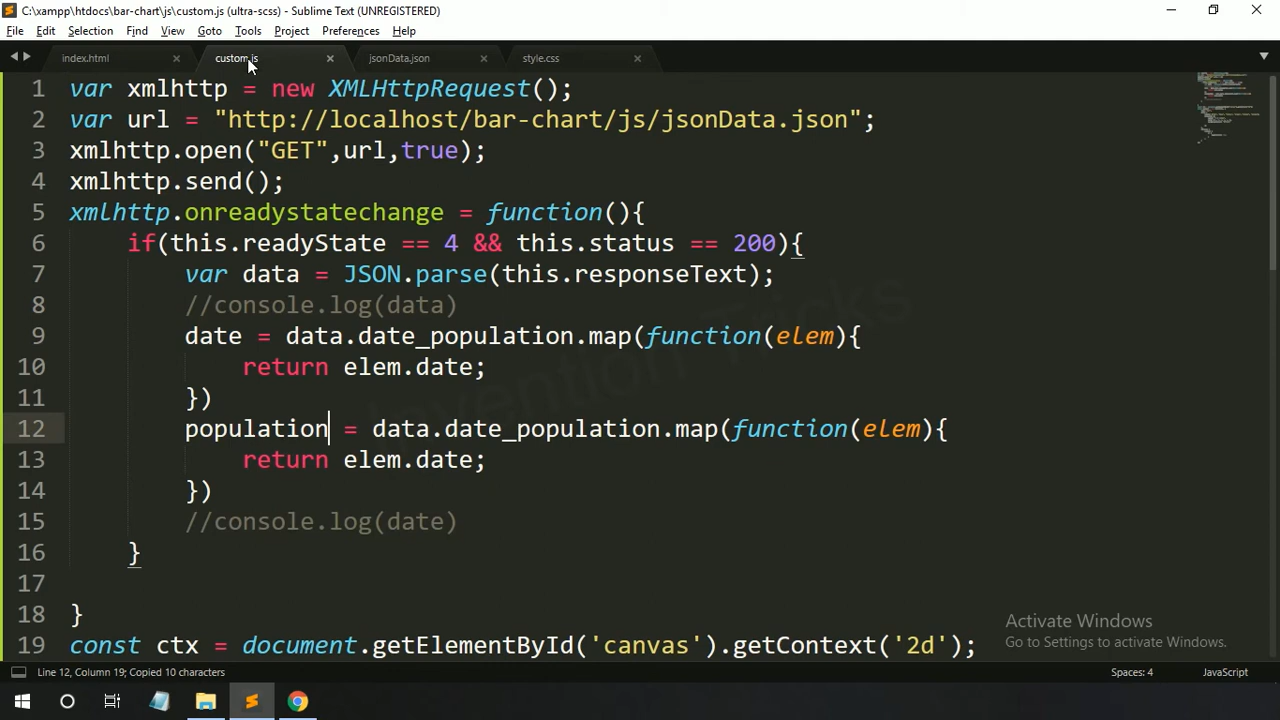 C:\xampp\htdocs\bar-chart\js\custom.js (ultra-scss) - Sublime Text (UNREGISTERED)
File Edit Selection Find View Goto Tools Project Preferences Help
index.html custom.js jsonData.json style.css
1 var xmlhttp = new XMLHttpRequest();
2 var url = "http://localhost/bar-chart/js/jsonData.json";
3 xmlhttp.open("GET",url,true);
4 xmlhttp.send();
5 xmlhttp.onreadystatechange = function(){
6 if(this.readyState == 4 && this.status == 200){
7 var data = JSON.parse(this.responseText);
8 //console.log(data)
9 date = data.date_population.map(function(elem){
10 return elem.date;
11 })
12 population = data.date_population.map(function(elem){
13 return elem.date;
14 })
15 //console.log(date)
16 }
17
18 }
19 const ctx = document.getElementById('canvas').getContext('2d');
Invention Tricks
Activate Windows
Go to Settings to activate Windows.
Line 12, Column 19; Copied 10 characters Spaces: 4 JavaScript